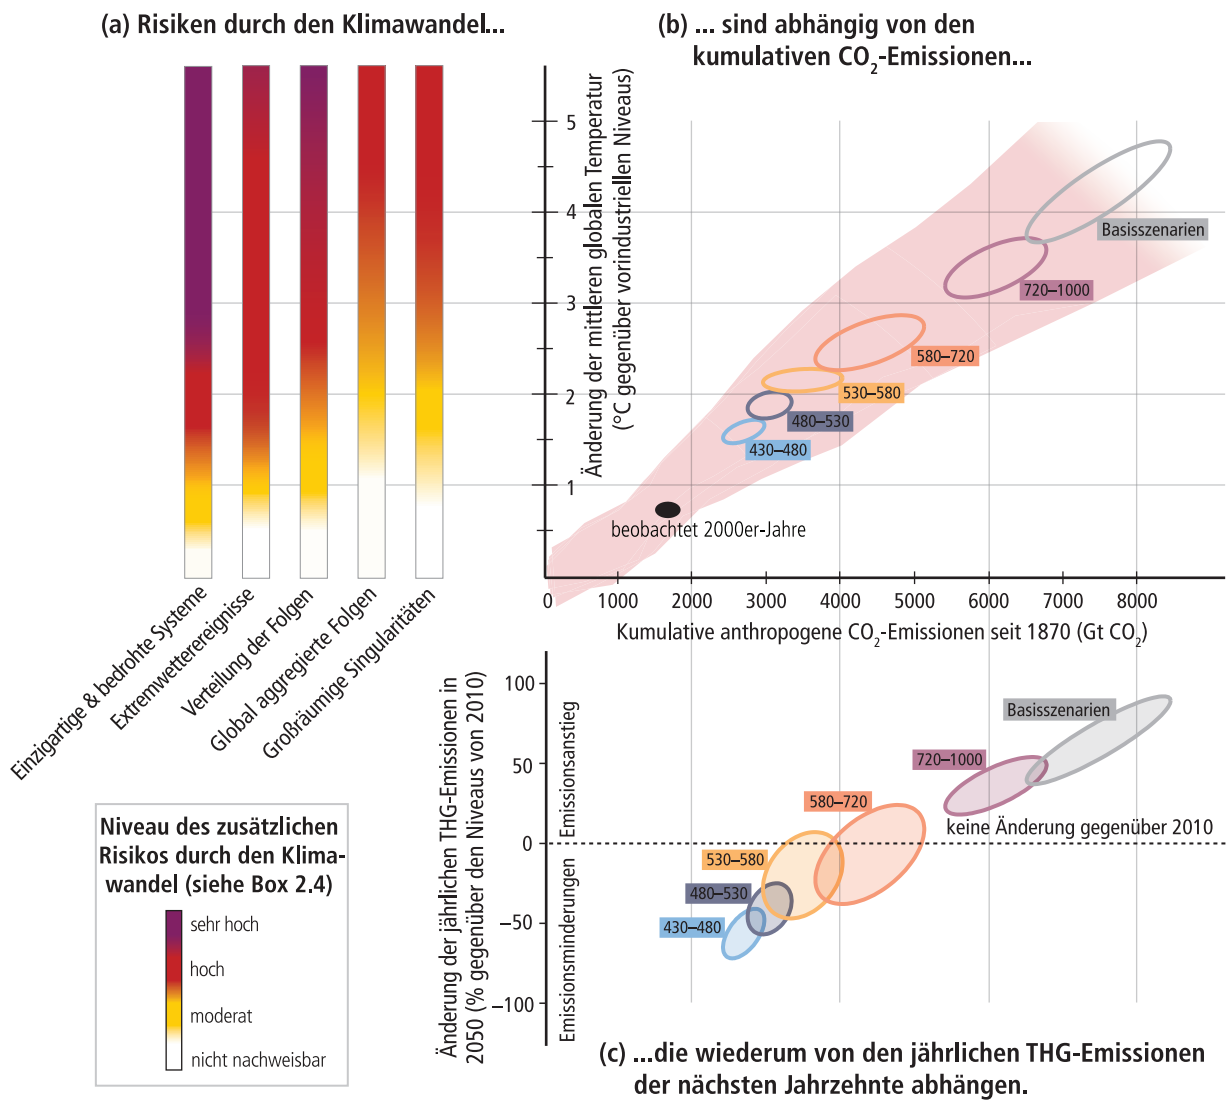 (a) Risiken durch den Klimawandel...
Einzigartige & bedrohte Systeme
Extremwetterereignisse
Verteilung der Folgen
Global aggregierte Folgen
Großräumige Singularitäten
Niveau des zusätzlichen
Risikos durch den Klima-
wandel (siehe Box 2.4)
sehr hoch
hoch
moderat
nicht nachweisbar
(b) ... sind abhängig von den
kumulativen CO₂-Emissionen...
Änderung der mittleren globalen Temperatur
(°C gegenüber vorindustriellen Niveaus)
5
4
3
2
1
Basisszenarien
720–1000
580–720
530–580
480–530
430–480
beobachtet 2000er-Jahre
0 1000 2000 3000 4000 5000 6000 7000 8000
Kumulative anthropogene CO₂-Emissionen seit 1870 (Gt CO₂)
Änderung der jährlichen THG-Emissionen in
2050 (% gegenüber den Niveaus von 2010)
Emissionsanstieg
Emissionsminderungen
100
50
0
−50
−100
Basisszenarien
720–1000
580–720
keine Änderung gegenüber 2010
530–580
480–530
430–480
(c) ...die wiederum von den jährlichen THG-Emissionen
der nächsten Jahrzehnte abhängen.